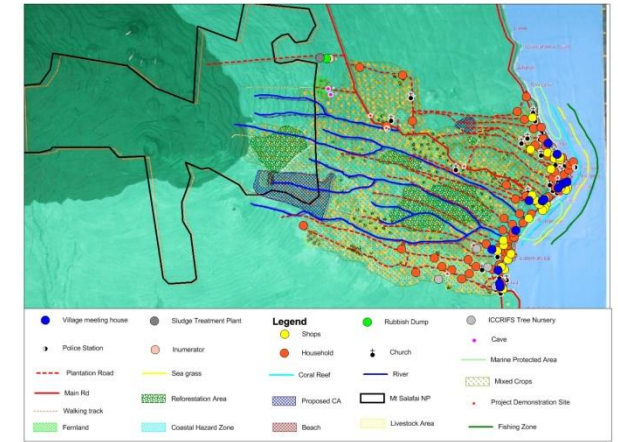 Legend
Village meeting house
Sludge Treatment Plant
Shops
Rubbish Dump
ICCRIFS Tree Nursery
Police Station
Inumerator
Household
Church
Cave
Marine Protected Area
Plantation Road
Sea grass
Coral Reef
River
Mixed Crops
Main Rd
Reforestation Area
Proposed CA
Mt Salafai NP
Project Demonstration Site
Walking track
Livestock Area
Fernland
Coastal Hazard Zone
Beach
Fishing Zone